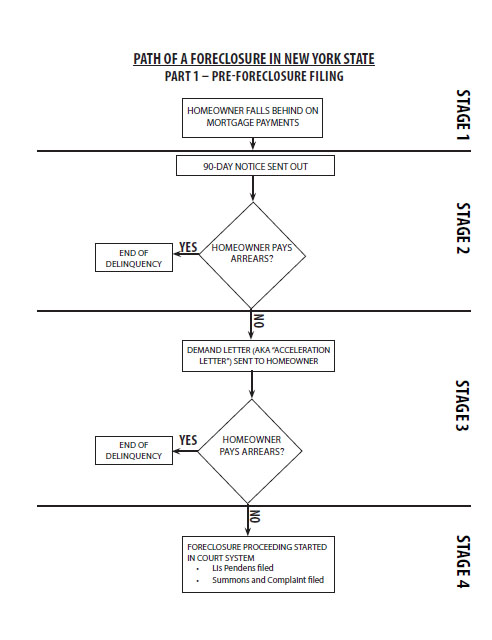 PATH OF A FORECLOSURE IN NEW YORK STATE
PART 1 – PRE-FORECLOSURE FILING
HOMEOWNER FALLS BEHIND ON
MORTGAGE PAYMENTS
STAGE 1
90-DAY NOTICE SENT OUT
HOMEOWNER PAYS
ARREARS?
YES
END OF
DELINQUENCY
STAGE 2
NO
DEMAND LETTER (AKA “ACCELERATION
LETTER”) SENT TO HOMEOWNER
HOMEOWNER
PAYS ARREARS?
YES
END OF
DELINQUENCY
STAGE 3
NO
FORECLOSURE PROCEEDING STARTED
IN COURT SYSTEM
• Lis Pendens filed
• Summons and Complaint filed
STAGE 4